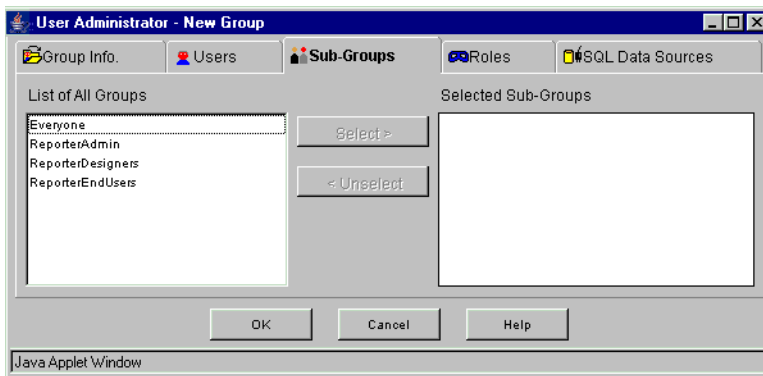 User Administrator - New Group
Group Info.
Users
Sub-Groups
Roles
SQL Data Sources
List of All Groups
Selected Sub-Groups
Everyone
ReporterAdmin
ReporterDesigners
ReporterEndUsers
Select >
< Unselect
OK
Cancel
Help
Java Applet Window